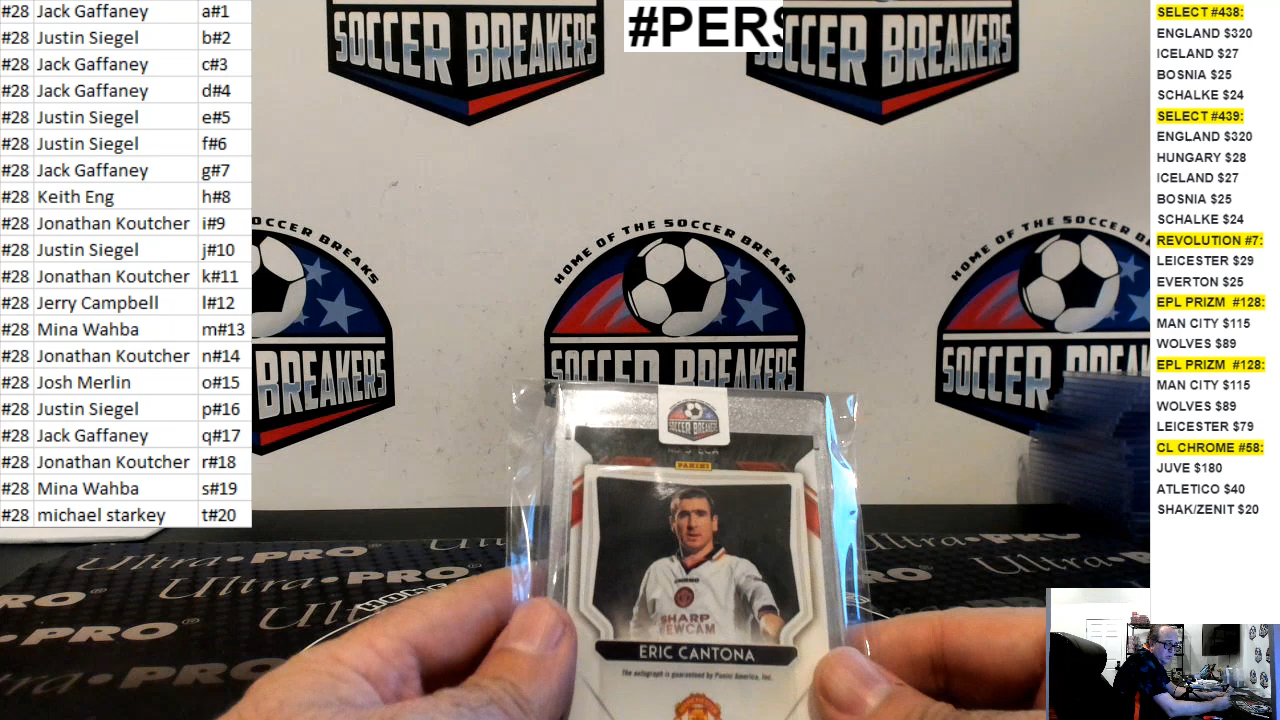 #28 Jack Gaffaney a#1
#28 Justin Siegel b#2
#28 Jack Gaffaney c#3
#28 Jack Gaffaney d#4
#28 Justin Siegel e#5
#28 Justin Siegel f#6
#28 Jack Gaffaney g#7
#28 Keith Eng h#8
#28 Jonathan Koutcher i#9
#28 Justin Siegel j#10
#28 Jonathan Koutcher k#11
#28 Jerry Campbell l#12
#28 Mina Wahba m#13
#28 Jonathan Koutcher n#14
#28 Josh Merlin o#15
#28 Justin Siegel p#16
#28 Jack Gaffaney q#17
#28 Jonathan Koutcher r#18
#28 Mina Wahba s#19
#28 michael starkey t#20
#PERS
SOCCER BREAKERS
SOCCER BREAKERS
OCCER BREAKS
BREAKERS
HOME OF THE SOCCER BREAKS
SOCCER BREAKERS
HOME OF THE SOCCER B
SOCCER BREAK
SOCCER BREAKERS
PANINI
SHARP
EWCAM
ERIC CANTONA
The autograph is guaranteed by Panini America, Inc.
Ultra•PRO
Ultra•PRO
Ultra•PRO
PRO
SELECT #438:
ENGLAND $320
ICELAND $27
BOSNIA $25
SCHALKE $24
SELECT #439:
ENGLAND $320
HUNGARY $28
ICELAND $27
BOSNIA $25
SCHALKE $24
REVOLUTION #7:
LEICESTER $29
EVERTON $25
EPL PRIZM #128:
MAN CITY $115
WOLVES $89
EPL PRIZM #128:
MAN CITY $115
WOLVES $89
LEICESTER $79
CL CHROME #58:
JUVE $180
ATLETICO $40
SHAK/ZENIT $20